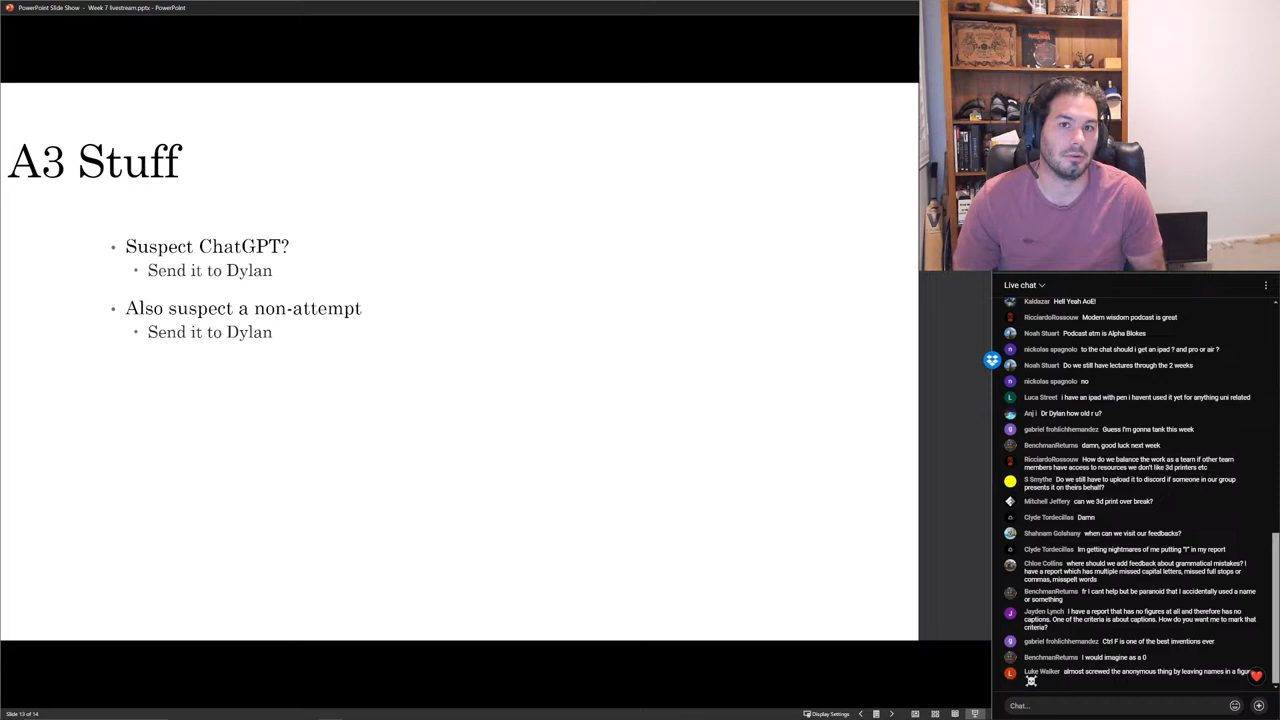 PowerPoint Slide Show - Week 7 livestream.pptx - PowerPoint
A3 Stuff
• Suspect ChatGPT?
• Send it to Dylan
• Also suspect a non-attempt
• Send it to Dylan
Live chat
Kaldazar Hell Yeah AoE!
RicciardoRossouw Modern wisdom podcast is great
Noah Stuart Podcast atm is Alpha Blokes
nickolas spagnolo to the chat should i get an ipad ? and pro or air ?
Noah Stuart Do we still have lectures through the 2 weeks
nickolas spagnolo no
Luca Street i have an ipad with pen i havent used it yet for anything uni related
Anj i Dr Dylan how old r u?
gabriel frohlichhernandez Guess I'm gonna tank this week
BenchmanReturns damn, good luck next week
RicciardoRossouw How do we balance the work as a team if other team
members have access to resources we don't like 3d printers etc
S Smythe Do we still have to upload it to discord if someone in our group
presents it on theirs behalf?
Mitchell Jeffery can we 3d print over break?
Clyde Tordecillas Damn
Shahnam Golshany when can we visit our feedbacks?
Clyde Tordecillas Im getting nightmares of me putting "I" in my report
Chloe Collins where should we add feedback about grammatical mistakes? I
have a report which has multiple missed capital letters, missed full stops or
commas, misspelt words
BenchmanReturns fr I cant help but be paranoid that I accidentally used a name
or something
Jayden Lynch I have a report that has no figures at all and therefore has no
captions. One of the criteria is about captions. How do you want me to mark that
criteria?
gabriel frohlichhernandez Ctrl F is one of the best inventions ever
BenchmanReturns I would imagine as a 0
Luke Walker almost screwed the anonymous thing by leaving names in a figure
Chat...
Slide 13 of 14
Display Settings